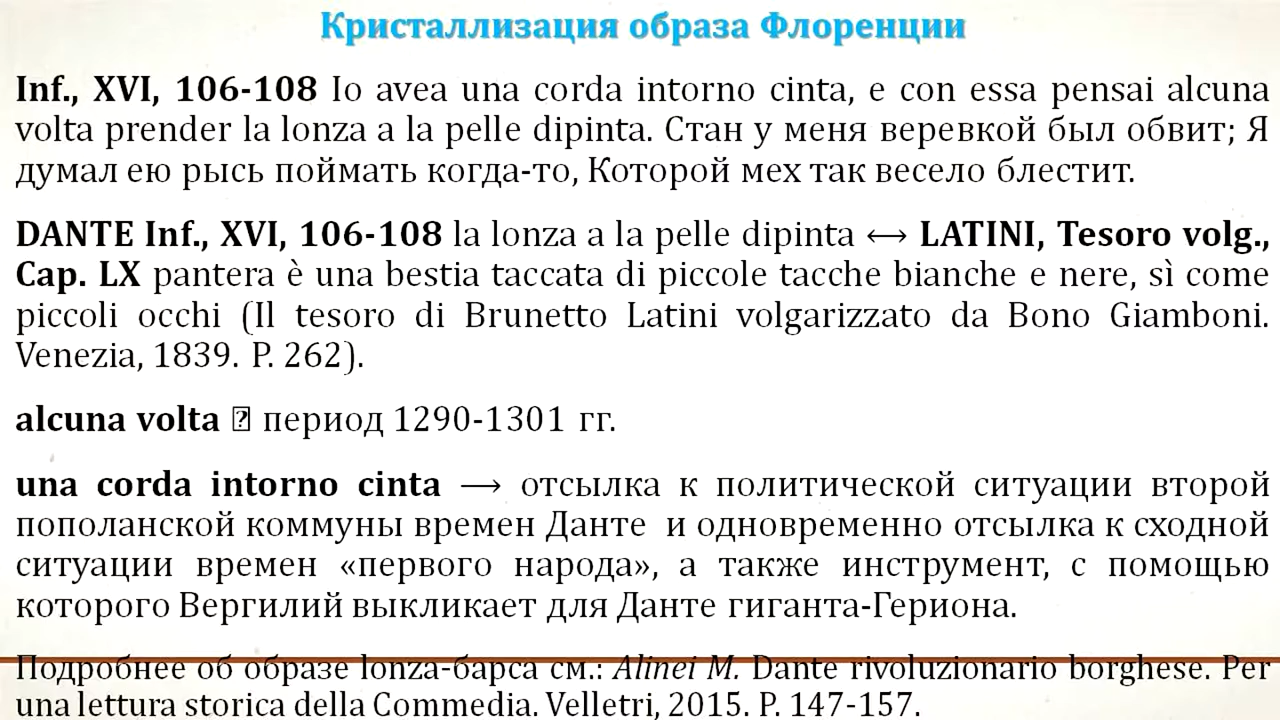 Кристаллизация образа Флоренции
Inf., XVI, 106-108 Io avea una corda intorno cinta, e con essa pensai alcuna
volta prender la lonza a la pelle dipinta. Стан у меня веревкой был обвит; Я
думал ею рысь поймать когда-то, Которой мех так весело блестит.
DANTE Inf., XVI, 106-108 la lonza a la pelle dipinta ⟷ LATINI, Tesoro volg.,
Cap. LX pantera è una bestia taccata di piccole tacche bianche e nere, sì come
piccoli occhi (Il tesoro di Brunetto Latini volgarizzato da Bono Giamboni.
Venezia, 1839. P. 262).
alcuna volta � период 1290-1301 гг.
una corda intorno cinta ⟶ отсылка к политической ситуации второй
пополанской коммуны времен Данте и одновременно отсылка к сходной
ситуации времен «первого народа», а также инструмент, с помощью
которого Вергилий выкликает для Данте гиганта-Гериона.
Подробнее об образе lonza-барса см.: Alinei M. Dante rivoluzionario borghese. Per
una lettura storica della Commedia. Velletri, 2015. P. 147-157.